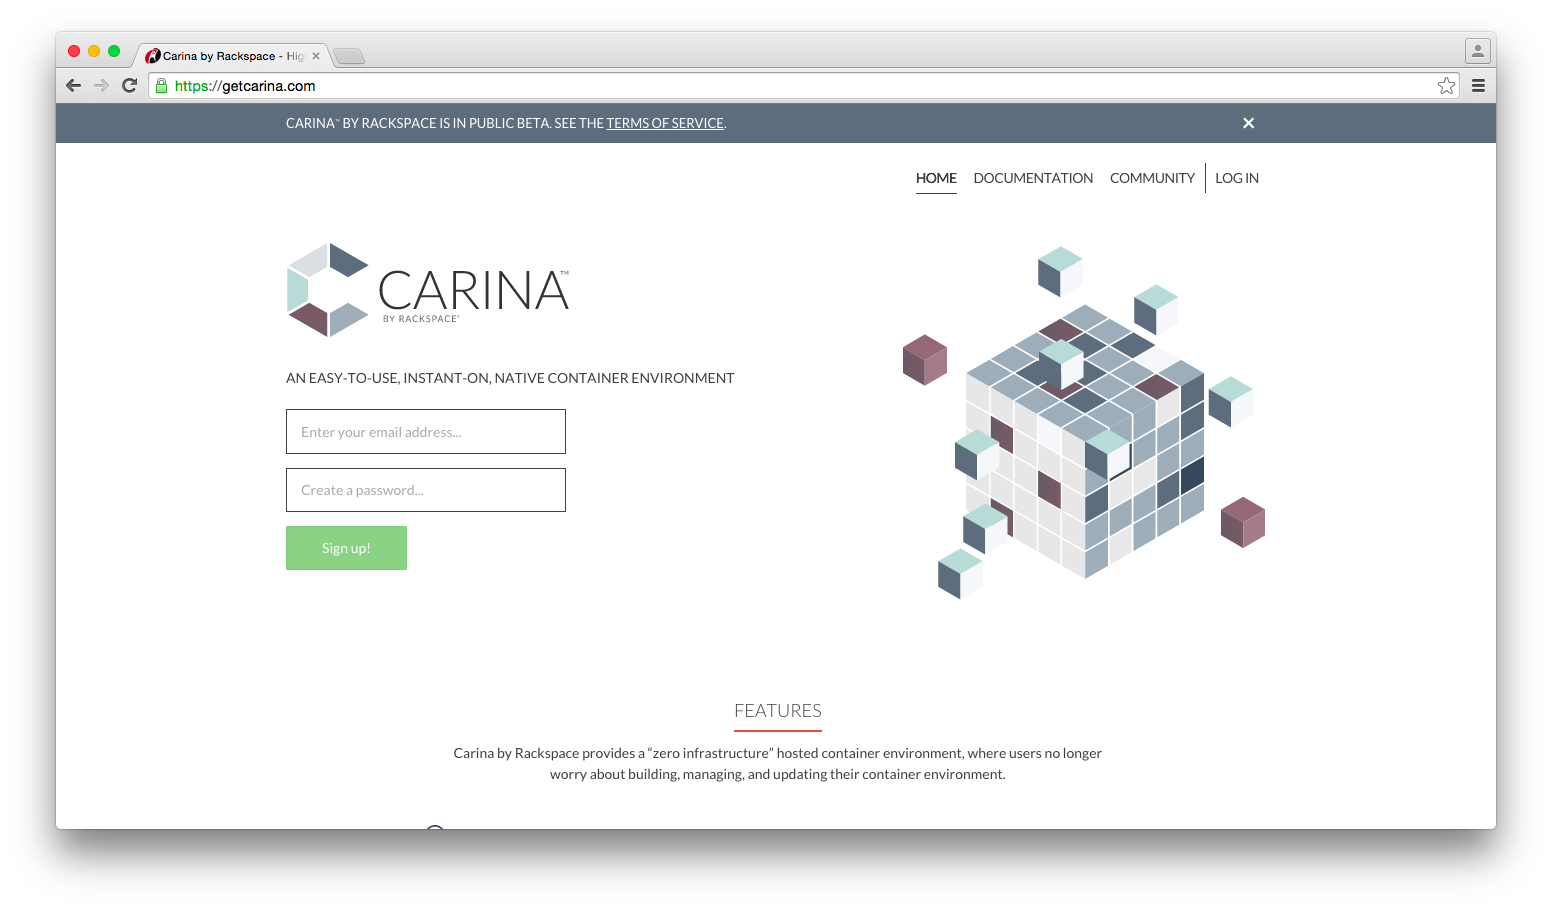 Carina by Rackspace - Hig
https://getcarina.com
CARINA™ BY RACKSPACE IS IN PUBLIC BETA. SEE THE TERMS OF SERVICE.
HOME DOCUMENTATION COMMUNITY LOG IN
CARINA™
BY RACKSPACE™
AN EASY-TO-USE, INSTANT-ON, NATIVE CONTAINER ENVIRONMENT
Enter your email address...
Create a password...
Sign up!
FEATURES
Carina by Rackspace provides a “zero infrastructure” hosted container environment, where users no longer
worry about building, managing, and updating their container environment.